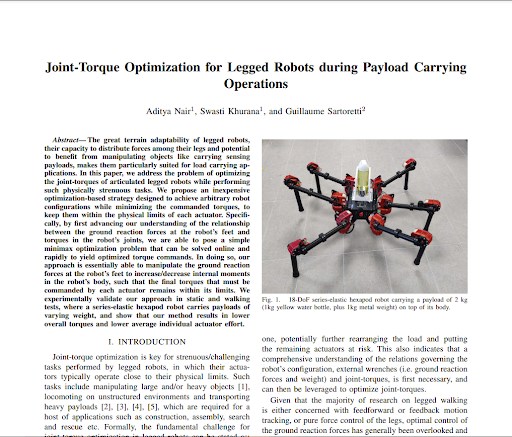 Joint-Torque Optimization for Legged Robots during Payload Carrying
Operations
Aditya Nair¹, Swasti Khurana¹, and Guillaume Sartoretti²
Abstract—The great terrain adaptability of legged robots,
their capacity to distribute forces among their legs and potential
to benefit from manipulating objects like carrying sensing
payloads, makes them particularly suited for load carrying ap-
plications. In this paper, we address the problem of optimizing
the joint-torques of articulated legged robots while performing
such physically strenuous tasks. We propose an inexpensive
optimization-based strategy designed to achieve arbitrary robot
configurations while minimizing the commanded torques, to
keep them within the physical limits of each actuator. Specifi-
cally, by first advancing our understanding of the relationship
between the ground reaction forces at the robot's feet and
torques in the robot's joints, we are able to pose a simple
minimax optimization problem that can be solved online and
rapidly to yield optimized torque commands. In doing so, our
approach is essentially able to manipulate the ground reaction
forces at the robot's feet to increase/decrease internal moments
in the robot's body, such that the final torques that must be
commanded by each actuator remains within its limits. We
experimentally validate our approach in static and walking
tests, where a series-elastic hexapod robot carries payloads of
varying weight, and show that our method results in lower
overall torques and lower average individual actuator effort.
I. INTRODUCTION
Joint-torque optimization is key for strenuous/challenging
tasks performed by legged robots, in which their actua-
tors typically operate close to their physical limits. Such
tasks include manipulating large and/or heavy objects [1],
locomoting on unstructured environments and transporting
heavy payloads [2], [3], [4], [5], which are required for a
host of applications such as construction, assembly, search
and rescue etc. Formally, the fundamental challenge for
Fig. 1. 18-DoF series-elastic hexapod robot carrying a payload of 2 kg
(1kg yellow water bottle, plus 1kg metal weight) on top of its body.
one, potentially further rearranging the load and putting
the remaining actuators at risk. This also indicates that a
comprehensive understanding of the relations governing the
robot's configuration, external wrenches (i.e. ground reaction
forces and weight) and joint-torques, is first necessary, and
can then be leveraged to optimize joint-torques.
Given that the majority of research on legged walking
is either concerned with feedforward or feedback motion
tracking, or pure force control of the legs, optimal control of
the ground reaction forces has generally been overlooked and